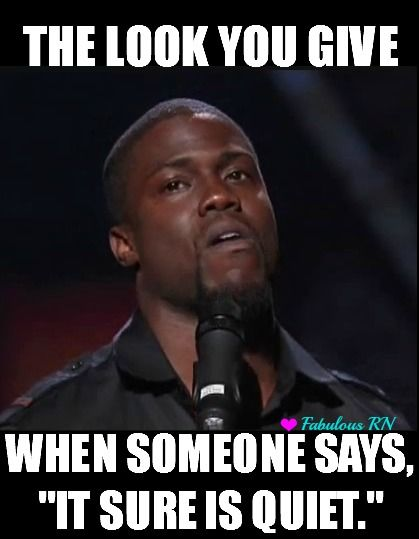 THE LOOK YOU GIVE
Fabulous RN
WHEN SOMEONE SAYS,
"IT SURE IS QUIET."